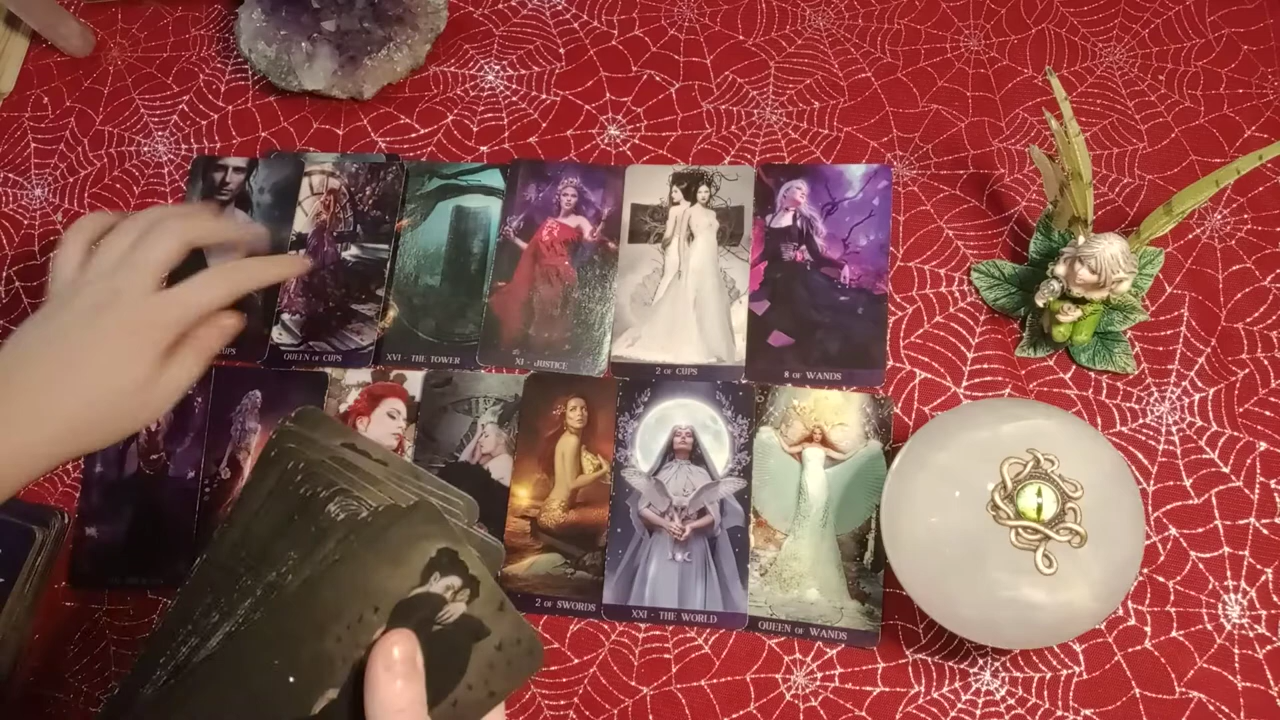 CUPS
QUEEN OF CUPS
XVI - THE TOWER
XI - JUSTICE
2 OF CUPS
8 OF WANDS
2 OF SWORDS
XXI - THE WORLD
QUEEN OF WANDS